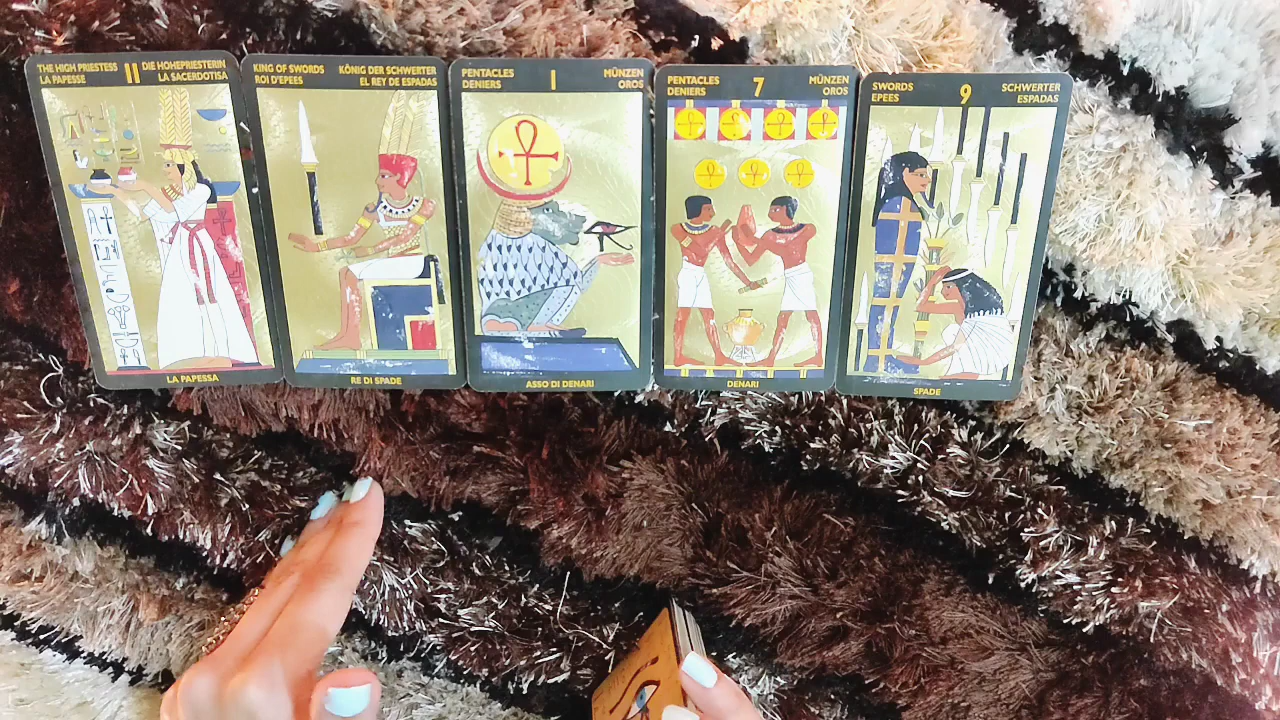 THE HIGH PRIESTESS II DIE HOHEPRIESTERIN
LA PAPESSE LA SACERDOTISA
LA PAPESSA
KING OF SWORDS KÖNIG DER SCHWERTER
ROI D'EPEES EL REY DE ESPADAS
RE DI SPADE
PENTACLES I MÜNZEN
DENIERS OROS
ASSO DI DENARI
PENTACLES 7 MÜNZEN
DENIERS OROS
DENARI
SWORDS 9 SCHWERTER
EPEES ESPADAS
SPADE